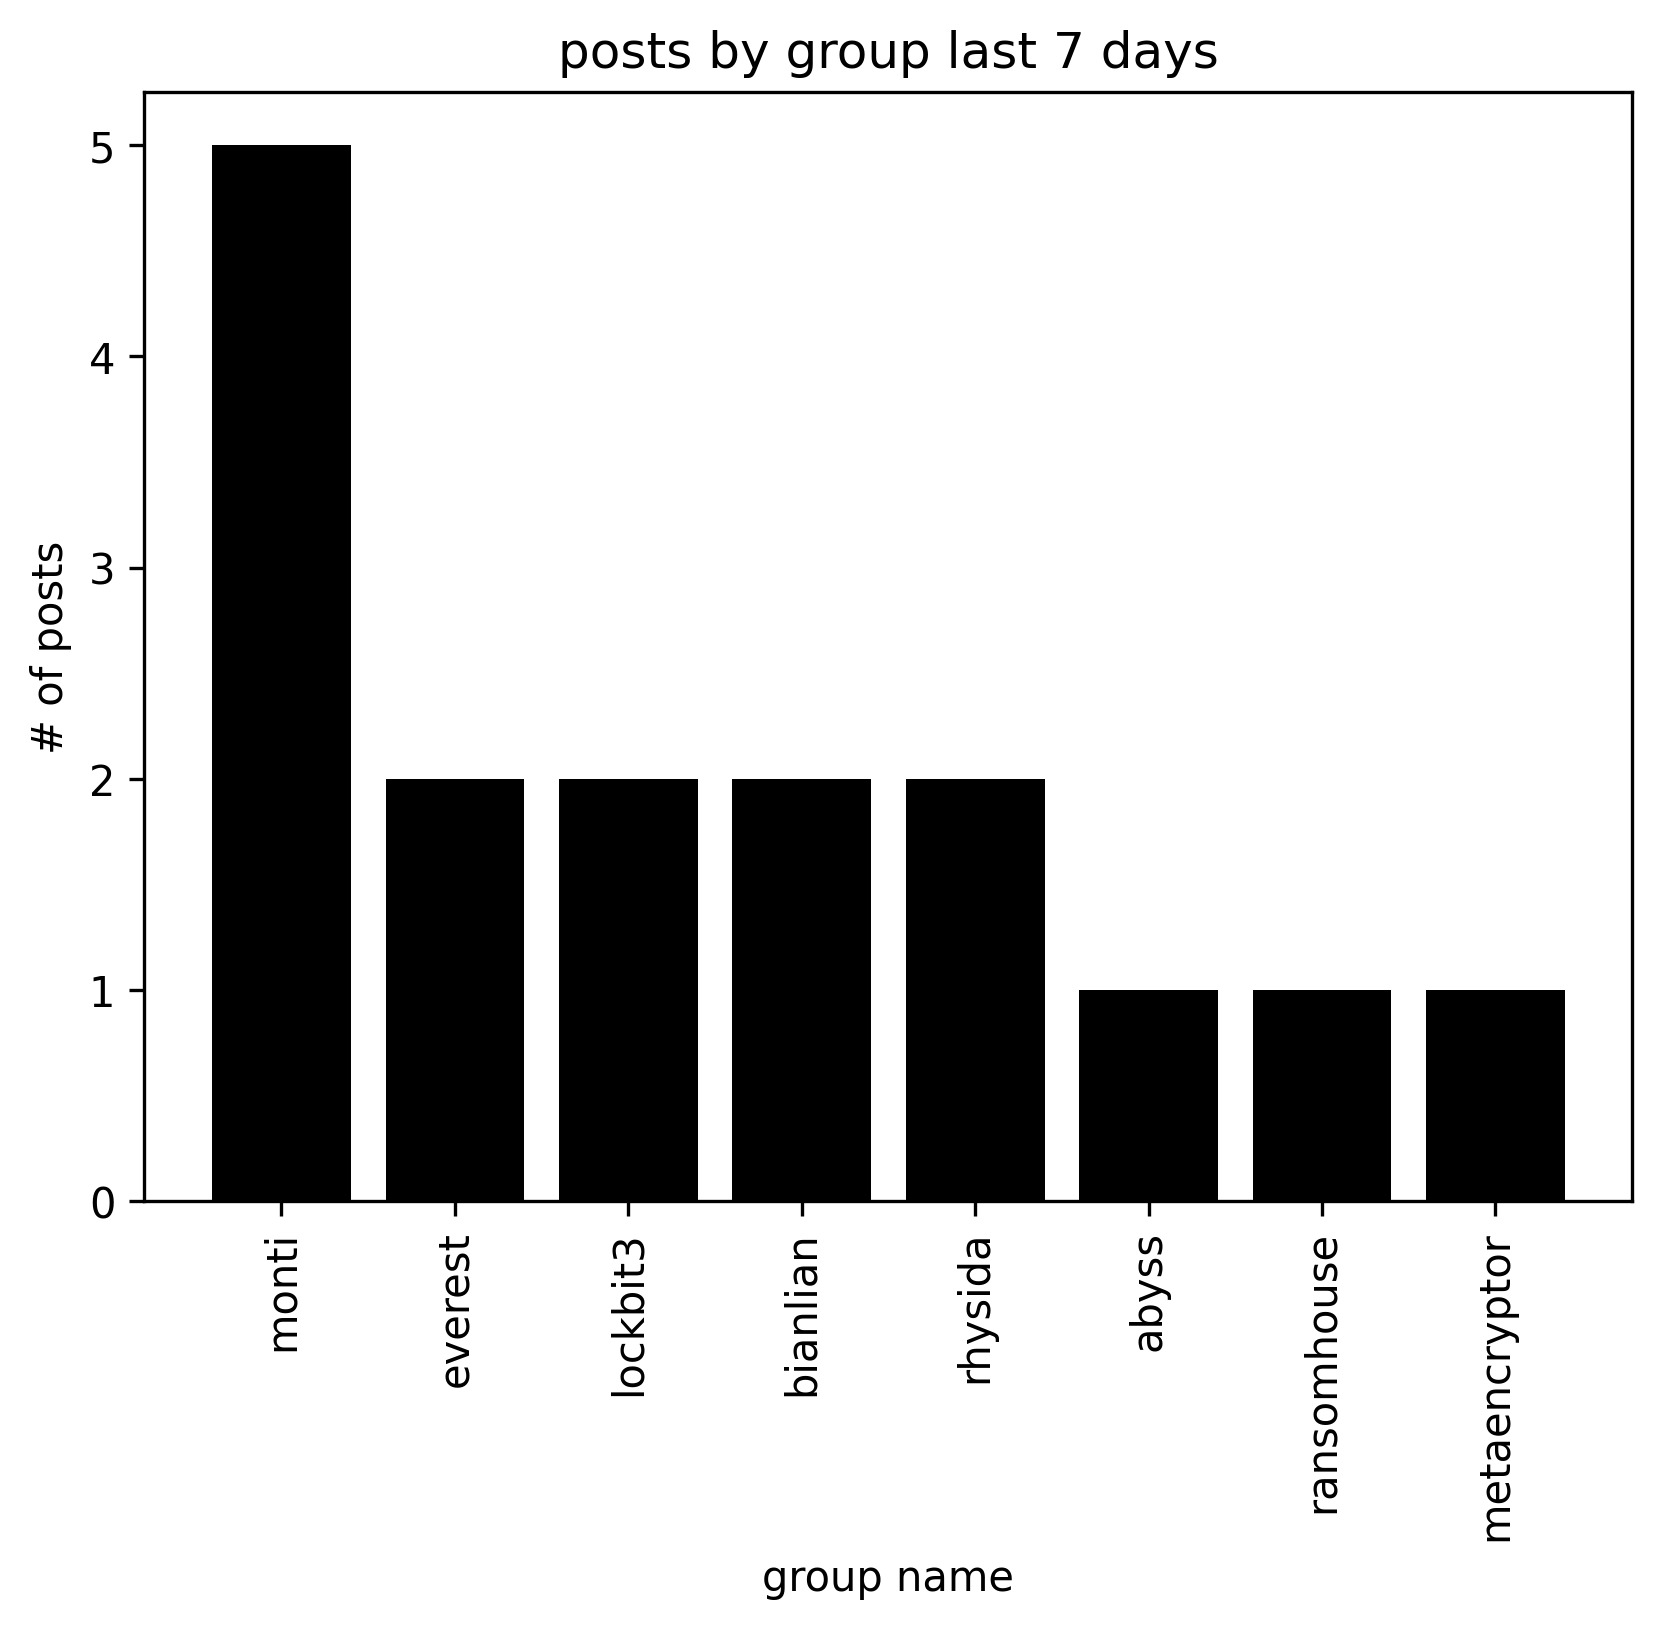 posts by group last 7 days
# of posts
5
4
3
2
1
0
monti
everest
lockbit3
bianlian
rhysida
abyss
ransomhouse
metaencryptor
group name